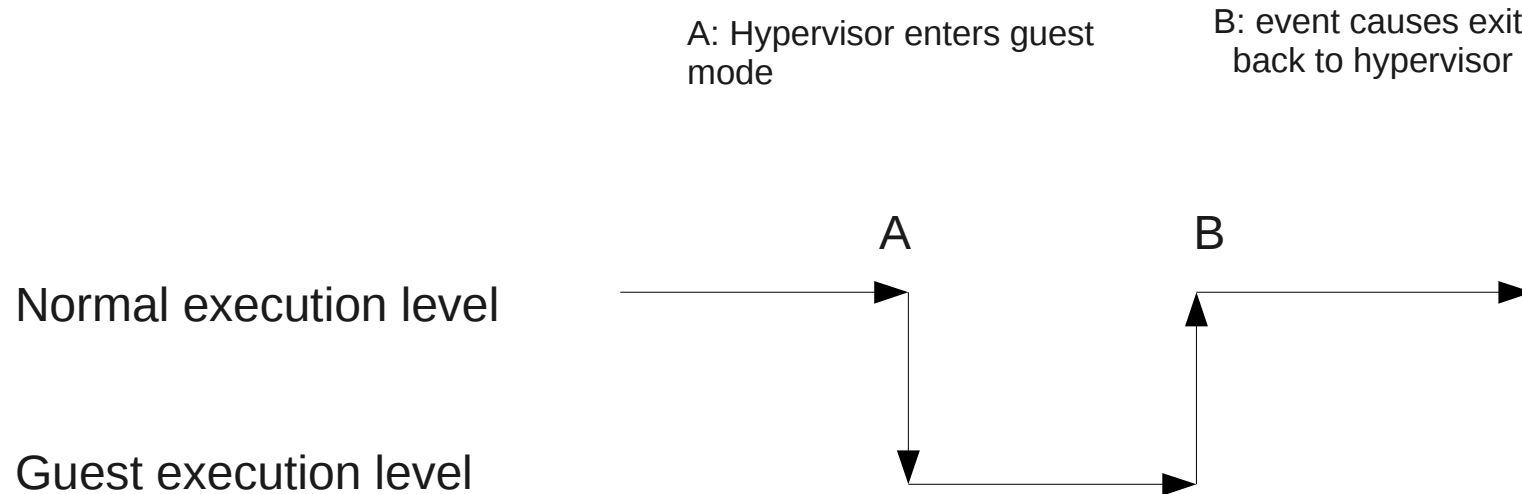 A: Hypervisor enters guest
mode
B: event causes exit
back to hypervisor
A
B
Normal execution level
Guest execution level